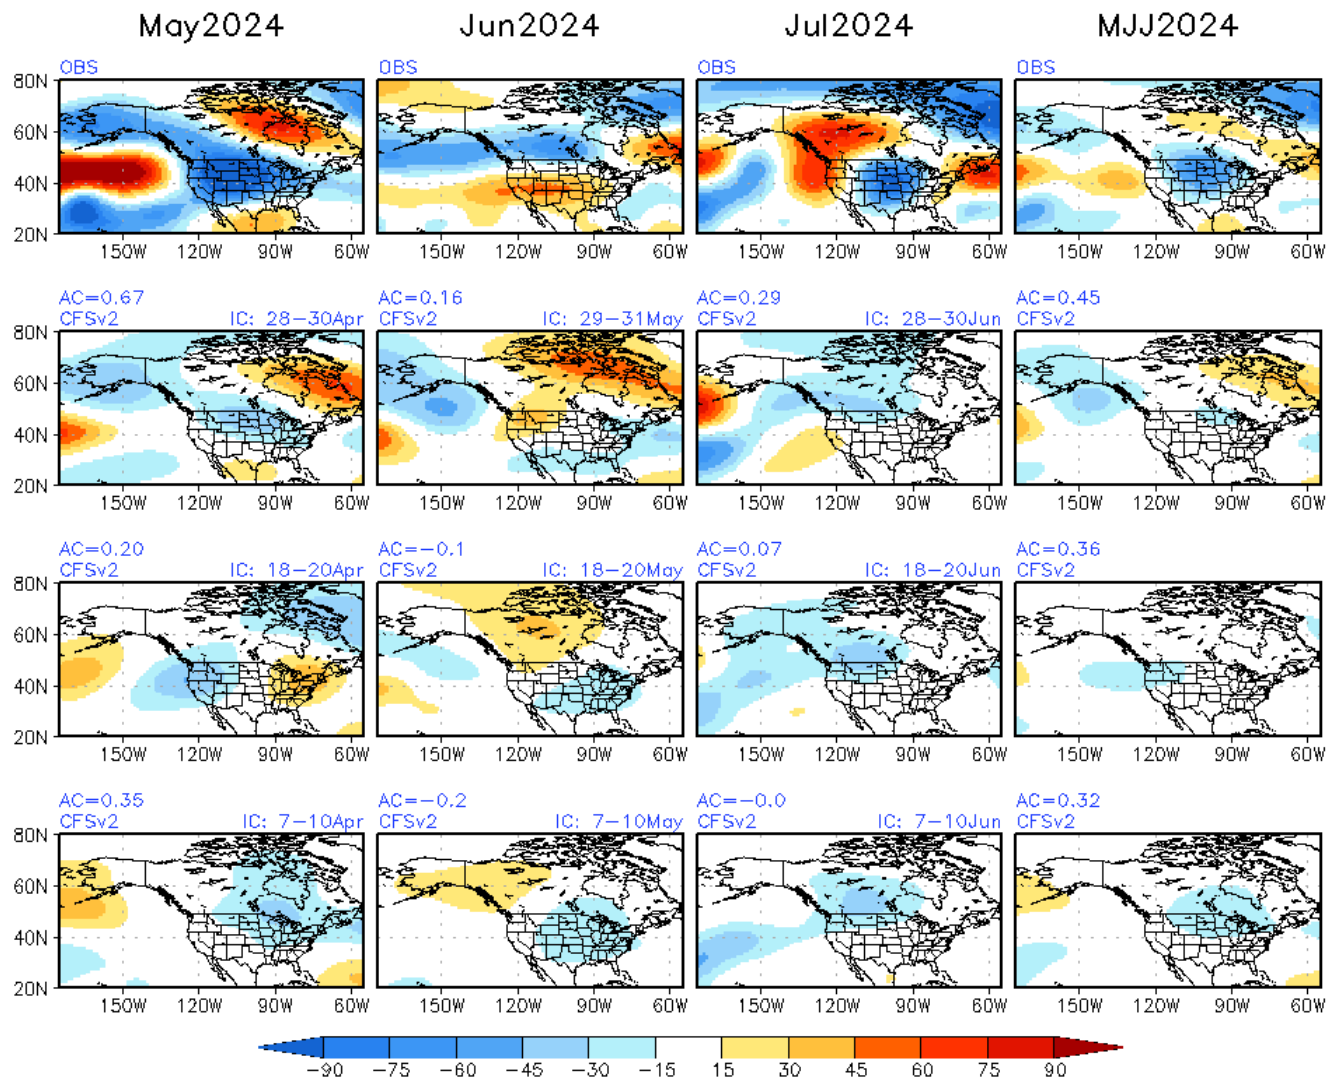 May2024 Jun2024 Jul2024 MJJ2024
OBS OBS OBS OBS
80N
60N
40N
20N
150W 120W 90W 60W 150W 120W 90W 60W 150W 120W 90W 60W 150W 120W 90W 60W
AC=0.67 AC=0.16 AC=0.29 AC=0.45
CFSv2 IC: 28-30Apr CFSv2 IC: 29-31May CFSv2 IC: 28-30Jun CFSv2
80N
60N
40N
20N
150W 120W 90W 60W 150W 120W 90W 60W 150W 120W 90W 60W 150W 120W 90W 60W
AC=0.20 AC=-0.1 AC=0.07 AC=0.36
CFSv2 IC: 18-20Apr CFSv2 IC: 18-20May CFSv2 IC: 18-20Jun CFSv2
80N
60N
40N
20N
150W 120W 90W 60W 150W 120W 90W 60W 150W 120W 90W 60W 150W 120W 90W 60W
AC=0.35 AC=-0.2 AC=-0.0 AC=0.32
CFSv2 IC: 7-10Apr CFSv2 IC: 7-10May CFSv2 IC: 7-10Jun CFSv2
80N
60N
40N
20N
150W 120W 90W 60W 150W 120W 90W 60W 150W 120W 90W 60W 150W 120W 90W 60W
-90 -75 -60 -45 -30 -15 15 30 45 60 75 90